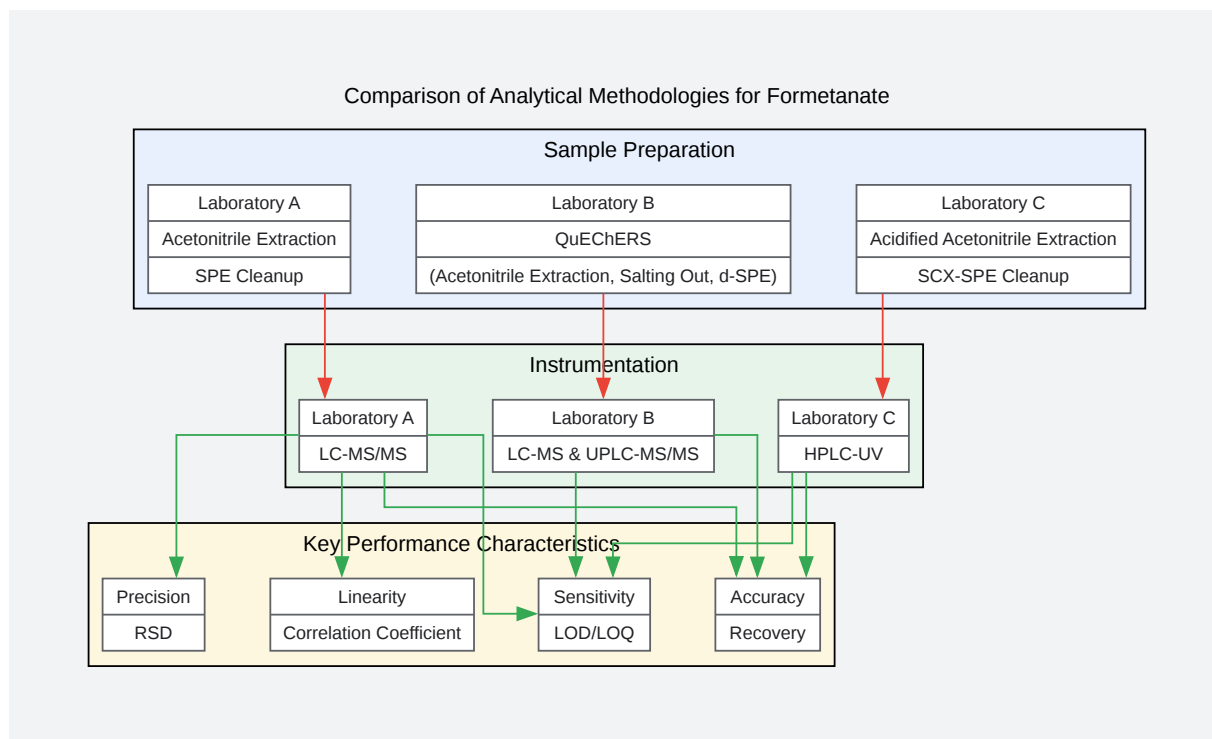 Comparison of Analytical Methodologies for Formetanate
Sample Preparation
Laboratory A
Acetonitrile Extraction
SPE Cleanup
Laboratory B
QuEChERS
(Acetonitrile Extraction, Salting Out, d-SPE)
Laboratory C
Acidified Acetonitrile Extraction
SCX-SPE Cleanup
Instrumentation
Laboratory A
LC-MS/MS
Laboratory B
LC-MS & UPLC-MS/MS
Laboratory C
HPLC-UV
Key Performance Characteristics
Precision
RSD
Linearity
Correlation Coefficient
Sensitivity
LOD/LOQ
Accuracy
Recovery